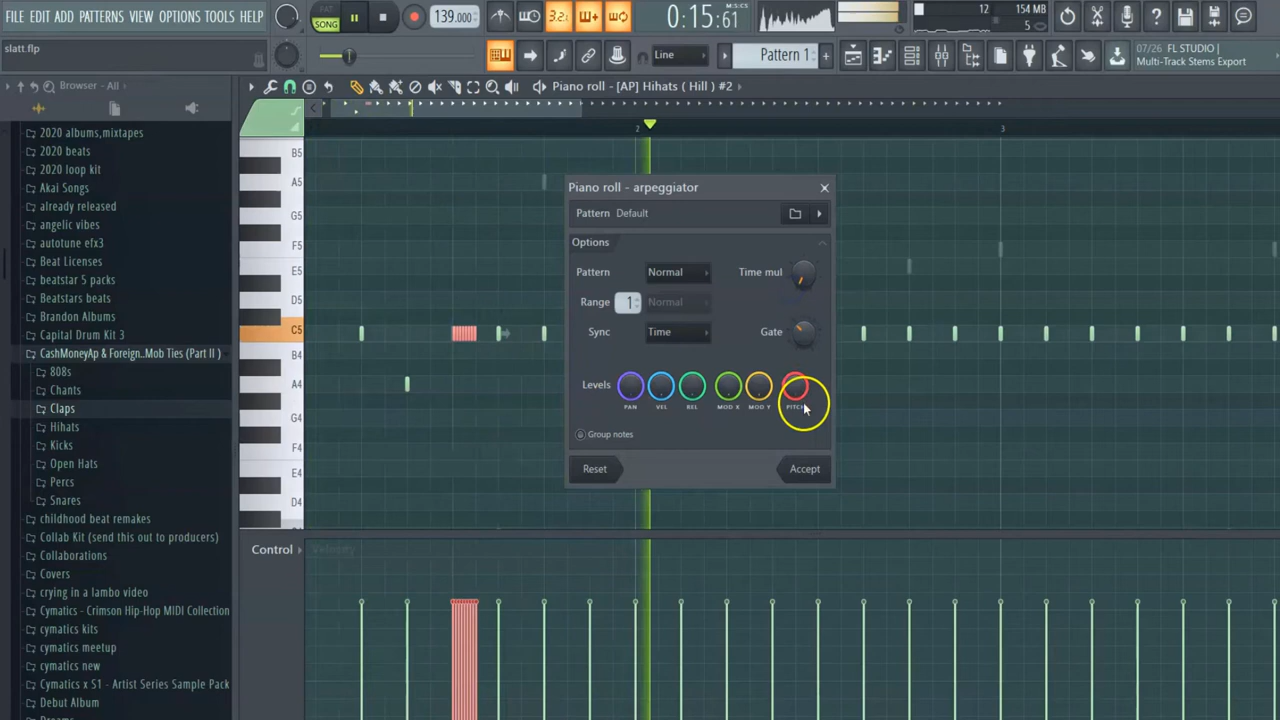 FILE EDIT ADD PATTERNS VIEW OPTIONS TOOLS HELP
PAT
SONG
139.000
3.2.
0:15:61
M:S:CS
12
154 MB
5
slatt.flp
Line
Pattern 1
07/26 FL STUDIO |
Multi-Track Stems Export
Browser - All
Piano roll - [AP] Hihats ( Hill ) #2
2
3
2020 albums,mixtapes
2020 beats
2020 loop kit
Akai Songs
already released
angelic vibes
autotune efx3
Beat Licenses
beatstar 5 packs
Beatstars beats
Brandon Albums
Capital Drum Kit 3
CashMoneyAp & Foreign..Mob Ties (Part II )
808s
Chants
Claps
Hihats
Kicks
Open Hats
Percs
Snares
childhood beat remakes
Collab Kit (send this out to producers)
Collaborations
Covers
crying in a lambo video
Cymatics - Crimson Hip-Hop MIDI Collection
cymatics kits
cymatics meetup
cymatics new
Cymatics x S1 - Artist Series Sample Pack
Debut Album
B5
A5
G5
F5
E5
D5
C5
B4
A4
G4
F4
E4
D4
Piano roll - arpeggiator
Pattern Default
Options
Pattern Normal Time mul
Range 1 Normal
Sync Time Gate
Levels
PAN VEL REL MOD X MOD Y PITCH
Group notes
Reset Accept
Control Velocity